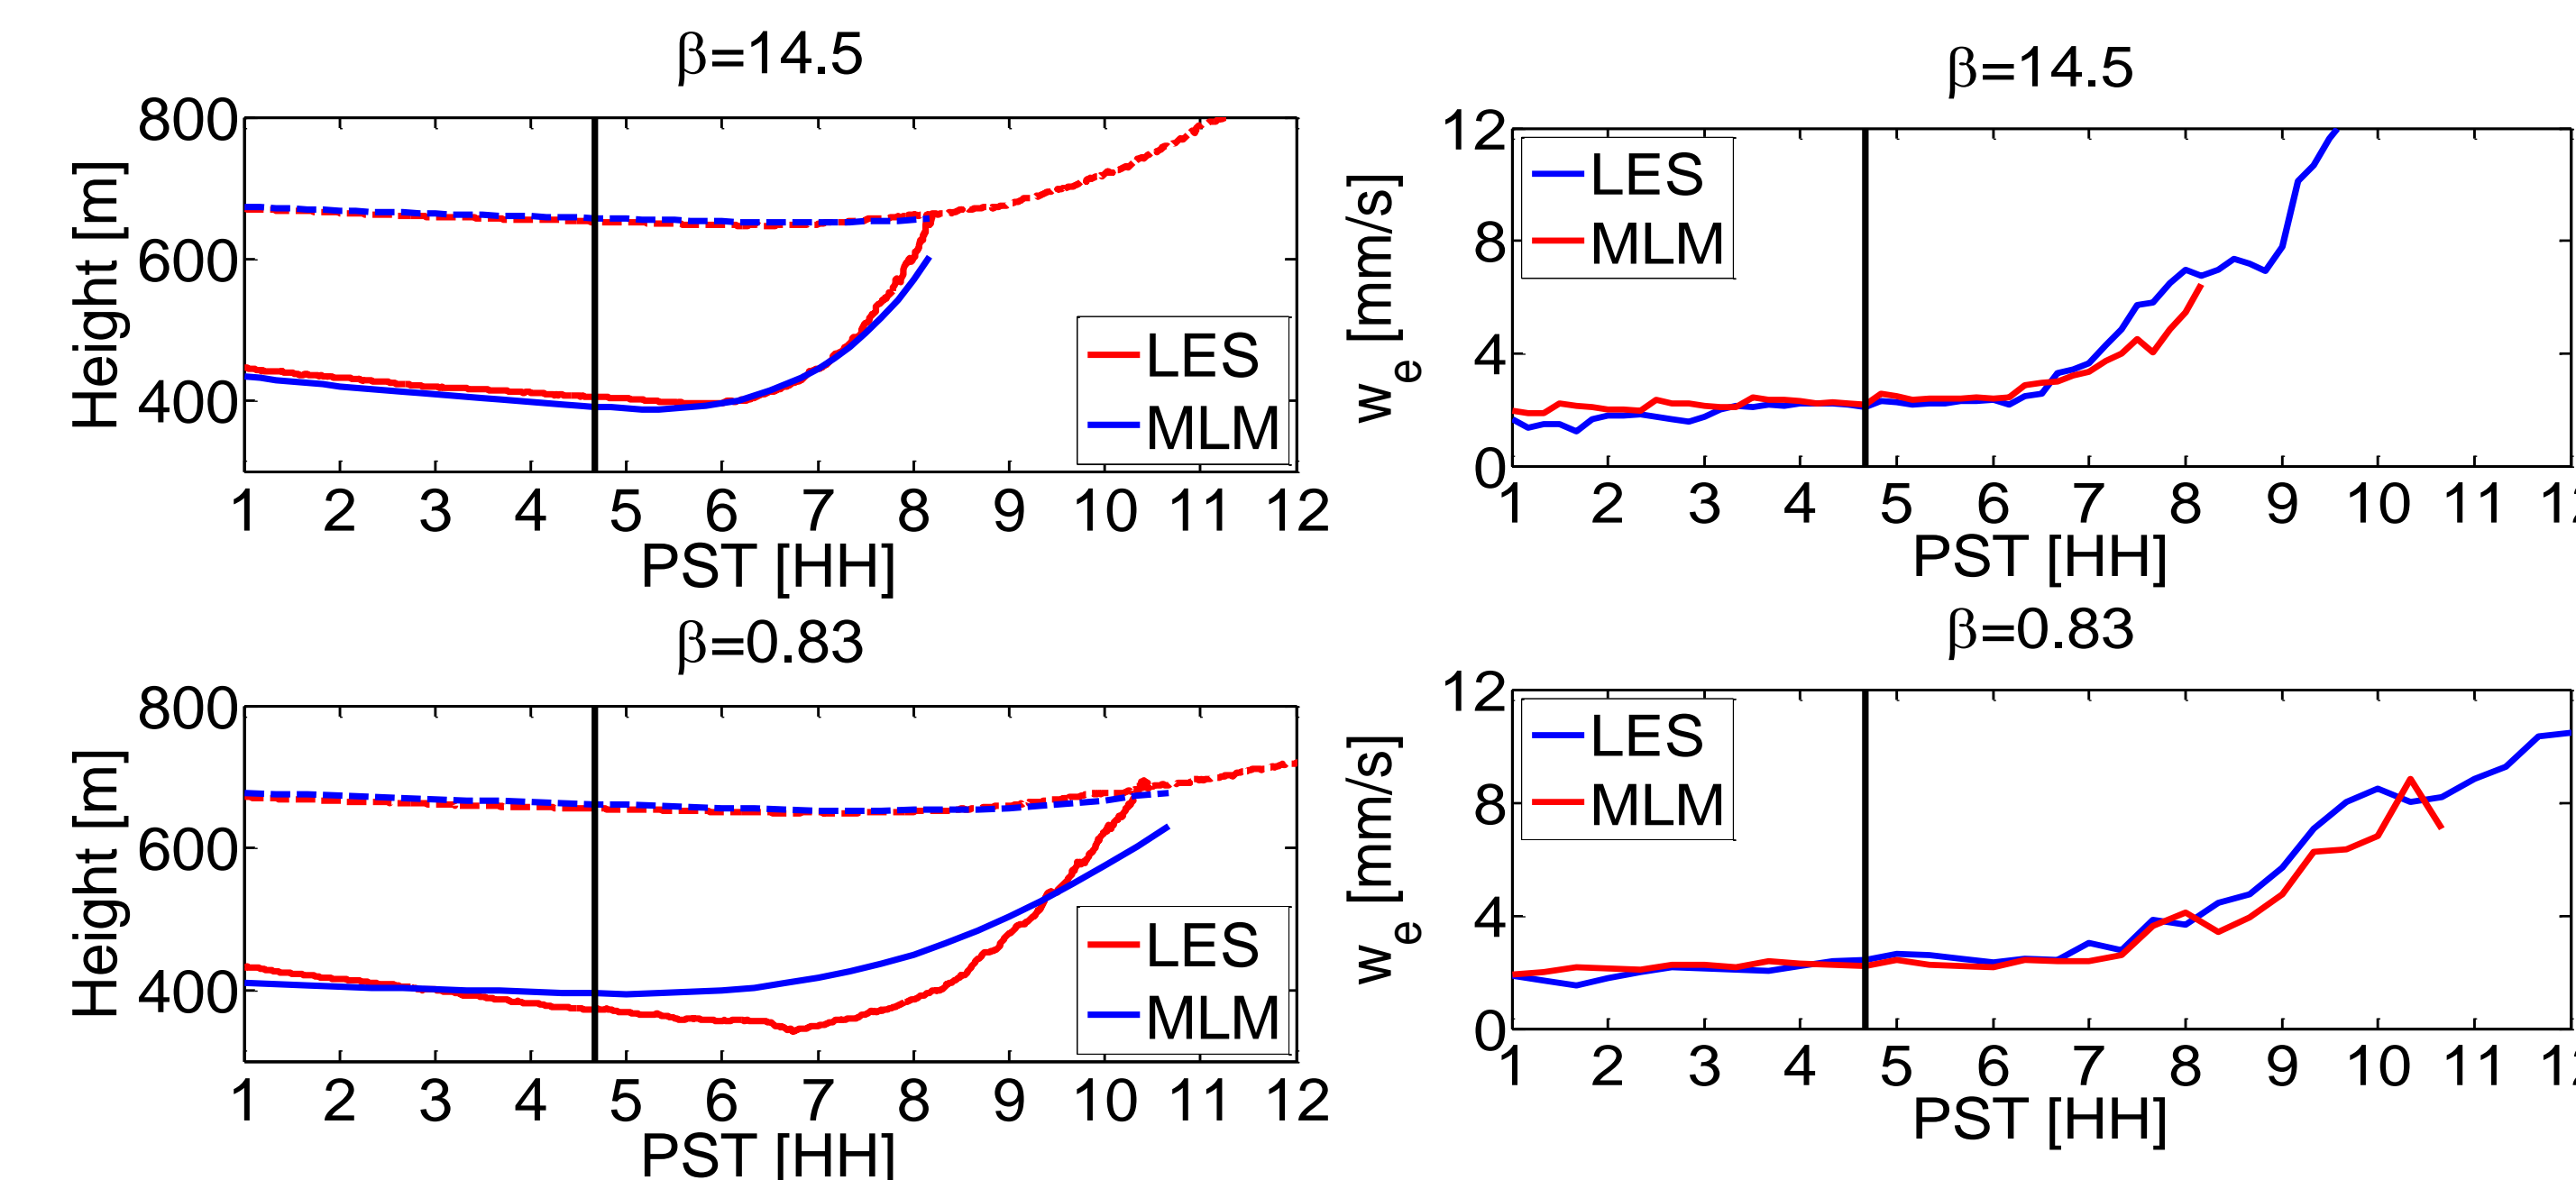 β=14.5
800
600
400
Height [m]
LES
MLM
1 2 3 4 5 6 7 8 9 10 11 12
PST [HH]
β=14.5
12
8
4
0
w_e [mm/s]
LES
MLM
1 2 3 4 5 6 7 8 9 10 11 1
PST [HH]
β=0.83
800
600
400
Height [m]
LES
MLM
1 2 3 4 5 6 7 8 9 10 11 12
PST [HH]
β=0.83
12
8
4
0
w_e [mm/s]
LES
MLM
1 2 3 4 5 6 7 8 9 10 11 1
PST [HH]